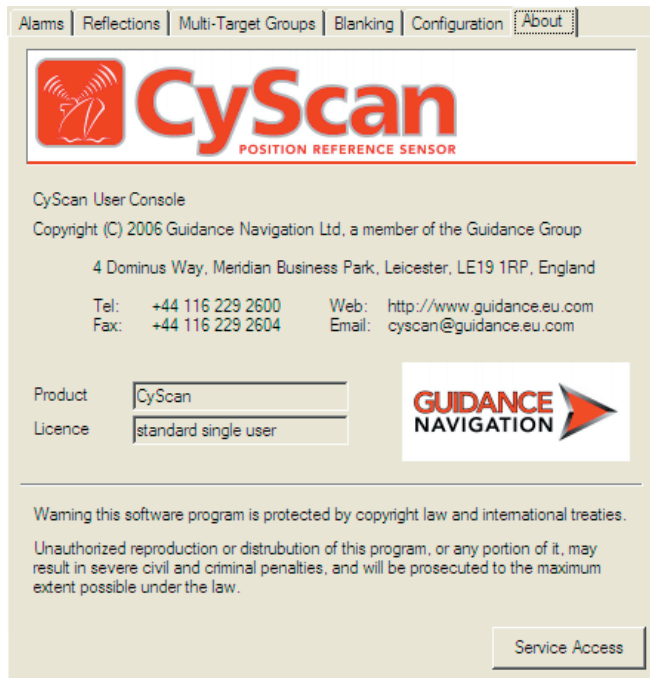 Alarms Reflections Multi-Target Groups Blanking Configuration About
CyScan
POSITION REFERENCE SENSOR
CyScan User Console
Copyright (C) 2006 Guidance Navigation Ltd, a member of the Guidance Group
4 Dominus Way, Meridian Business Park, Leicester, LE19 1RP, England
Tel: +44 116 229 2600 Web: http://www.guidance.eu.com
Fax: +44 116 229 2604 Email: cyscan@guidance.eu.com
Product CyScan
Licence standard single user
GUIDANCE
NAVIGATION
Warning this software program is protected by copyright law and international treaties.
Unauthorized reproduction or distrubution of this program, or any portion of it, may
result in severe civil and criminal penalties, and will be prosecuted to the maximum
extent possible under the law.
Service Access